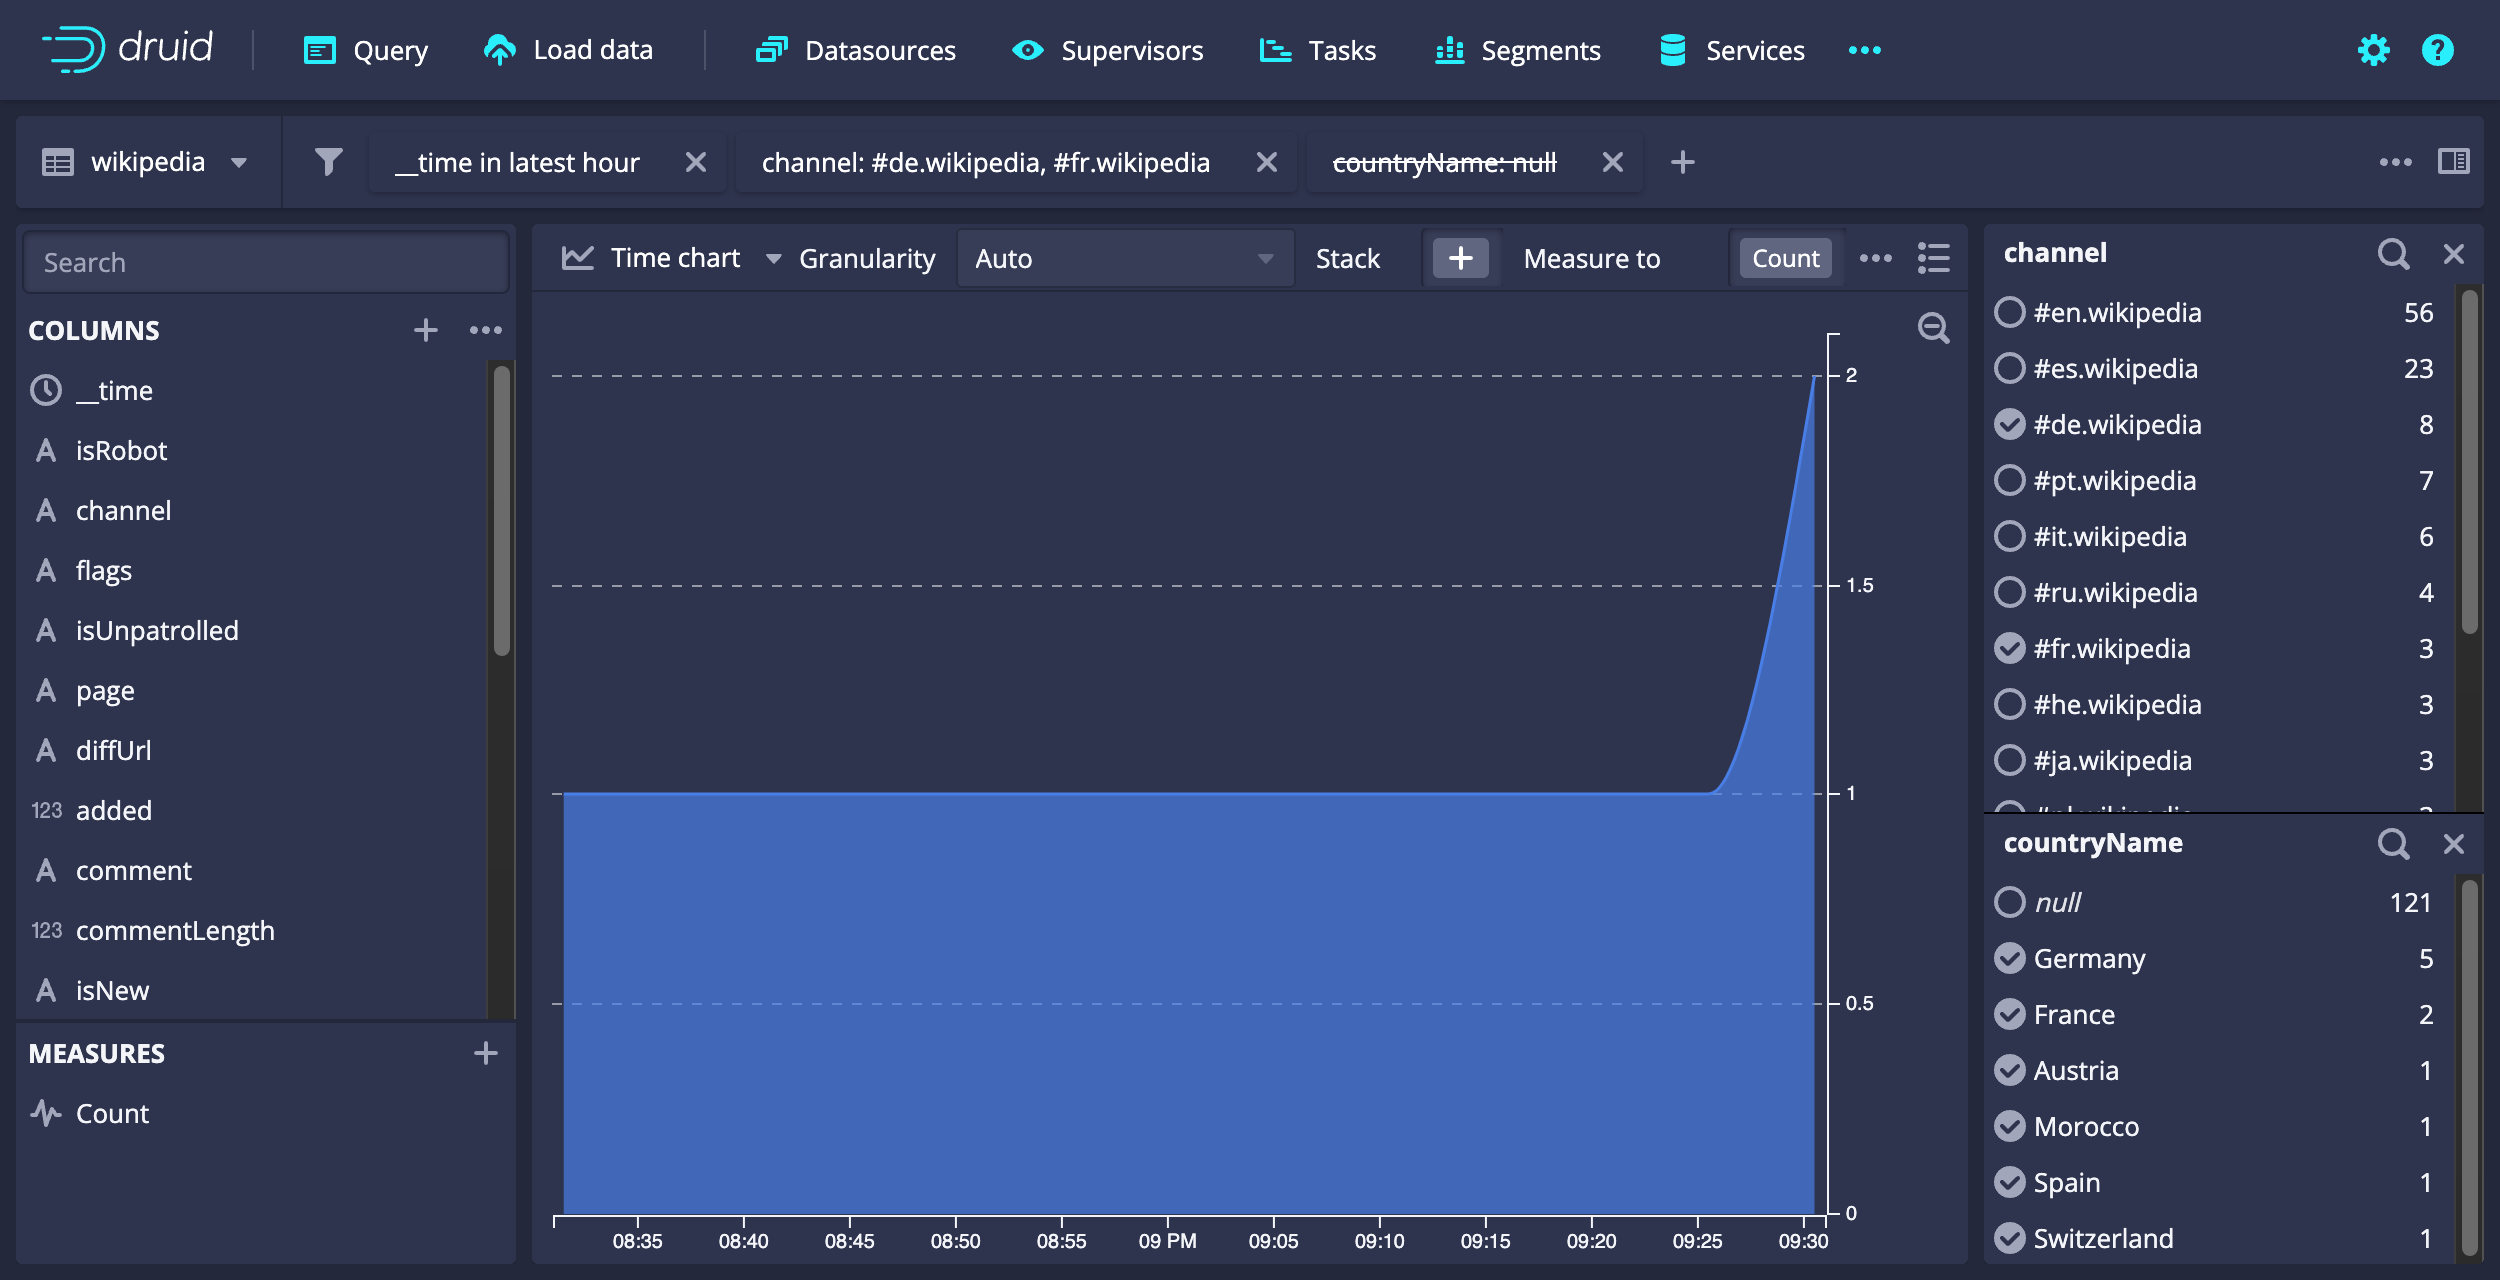 druid
Query
Load data
Datasources
Supervisors
Tasks
Segments
Services
wikipedia
__time in latest hour
channel: #de.wikipedia, #fr.wikipedia
countryName: null
Search
COLUMNS
__time
isRobot
channel
flags
isUnpatrolled
page
diffUrl
123 added
comment
123 commentLength
isNew
MEASURES
Count
Time chart
Granularity
Auto
Stack
Measure to
Count
2
1.5
1
0.5
0
08:35 08:40 08:45 08:50 08:55 09 PM 09:05 09:10 09:15 09:20 09:25 09:30
channel
#en.wikipedia 56
#es.wikipedia 23
#de.wikipedia 8
#pt.wikipedia 7
#it.wikipedia 6
#ru.wikipedia 4
#fr.wikipedia 3
#he.wikipedia 3
#ja.wikipedia 3
countryName
null 121
Germany 5
France 2
Austria 1
Morocco 1
Spain 1
Switzerland 1